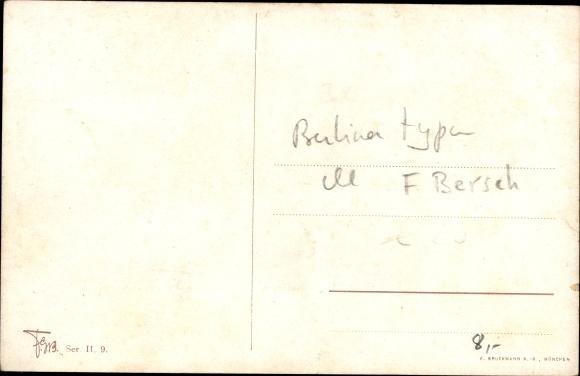 Berliner Typen
F Bersch
8,-
Ser. II. 9.
F. BRUCKMANN A.-G., MÜNCHEN